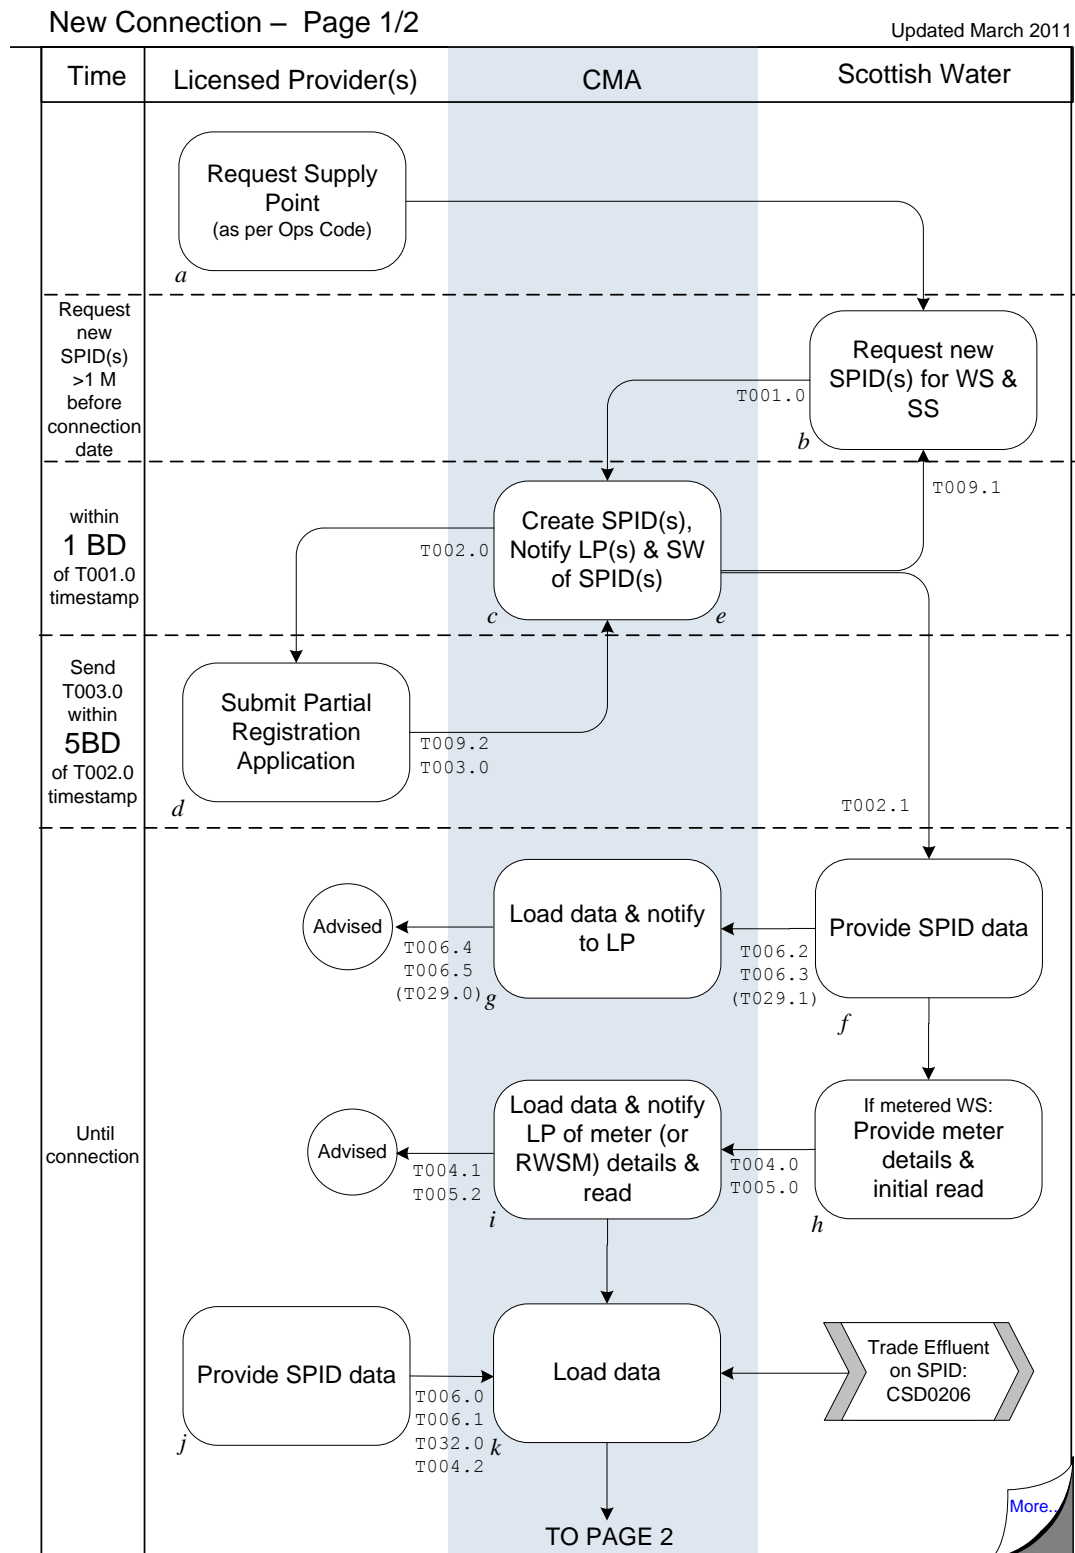 New Connection – Page 1/2
Updated March 2011
Time
Licensed Provider(s)
CMA
Scottish Water
Request Supply
Point
(as per Ops Code)
a
Request
new
SPID(s)
>1 M
before
connection
date
Request new
SPID(s) for WS &
SS
T001.0
b
T009.1
within
1 BD
of T001.0
timestamp
Create SPID(s),
Notify LP(s) & SW
of SPID(s)
T002.0
c
e
Send
T003.0
within
5BD
of T002.0
timestamp
Submit Partial
Registration
Application
T009.2
T003.0
d
T002.1
Until
connection
Advised
T006.4
T006.5
(T029.0)
Load data & notify
to LP
g
T006.2
T006.3
(T029.1)
Provide SPID data
f
Advised
T004.1
T005.2
Load data & notify
LP of meter (or
RWSM) details &
read
i
T004.0
T005.0
If metered WS:
Provide meter
details &
initial read
h
Provide SPID data
j
T006.0
T006.1
T032.0
T004.2
Load data
k
Trade Effluent
on SPID:
CSD0206
TO PAGE 2
More..